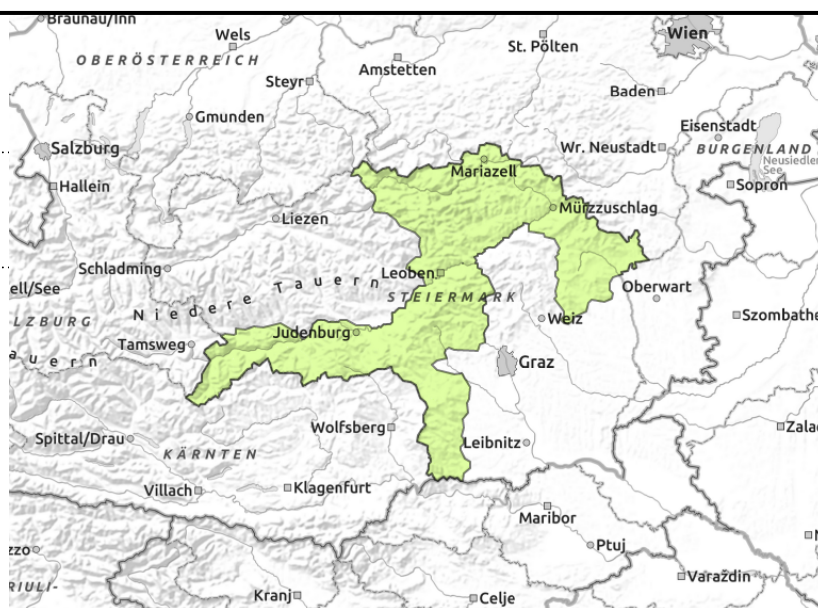 Braunau/Inn
Wels
OBERÖSTERREICH
St. Pölten
Wien
Amstetten
Steyr
Baden
Gmunden
Eisenstadt
Salzburg
Wr. Neustadt
BURGENLAND
Neusiedler
See
Mariazell
Hallein
Sopron
Mürzzuschlag
Liezen
Schladming
Leoben
ell/See
Niedere Tauern
STEIERMARK
Oberwart
LZBURG
Weiz
Szombathe
Judenburg
Tamsweg
auern
Graz
Wolfsberg
Zala
Spittal/Drau
Leibnitz
KÄRNTEN
Villach
Klagenfurt
Maribor
Ptuj
zzo
RIULI-
Varaždin
Kranj
Celje